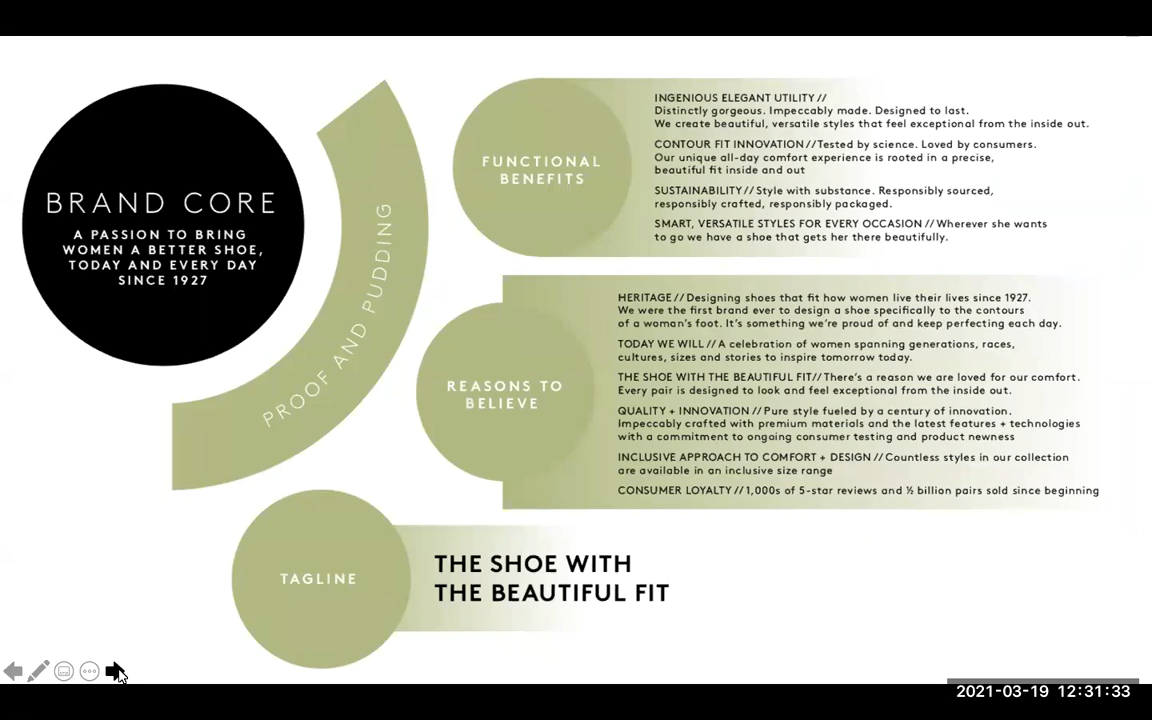 BRAND CORE
A PASSION TO BRING
WOMEN A BETTER SHOE,
TODAY AND EVERY DAY
SINCE 1927
PROOF AND PUDDING
FUNCTIONAL
BENEFITS
INGENIOUS ELEGANT UTILITY //
Distinctly gorgeous. Impeccably made. Designed to last.
We create beautiful, versatile styles that feel exceptional from the inside out.
CONTOUR FIT INNOVATION // Tested by science. Loved by consumers.
Our unique all-day comfort experience is rooted in a precise,
beautiful fit inside and out
SUSTAINABILITY // Style with substance. Responsibly sourced,
responsibly crafted, responsibly packaged.
SMART, VERSATILE STYLES FOR EVERY OCCASION // Wherever she wants
to go we have a shoe that gets her there beautifully.
REASONS TO
BELIEVE
HERITAGE // Designing shoes that fit how women live their lives since 1927.
We were the first brand ever to design a shoe specifically to the contours
of a woman's foot. It's something we're proud of and keep perfecting each day.
TODAY WE WILL // A celebration of women spanning generations, races,
cultures, sizes and stories to inspire tomorrow today.
THE SHOE WITH THE BEAUTIFUL FIT// There's a reason we are loved for our comfort.
Every pair is designed to look and feel exceptional from the inside out.
QUALITY + INNOVATION // Pure style fueled by a century of innovation.
Impeccably crafted with premium materials and the latest features + technologies
with a commitment to ongoing consumer testing and product newness
INCLUSIVE APPROACH TO COMFORT + DESIGN // Countless styles in our collection
are available in an inclusive size range
CONSUMER LOYALTY // 1,000s of 5-star reviews and ½ billion pairs sold since beginning
TAGLINE
THE SHOE WITH
THE BEAUTIFUL FIT
2021-03-19 12:31:33